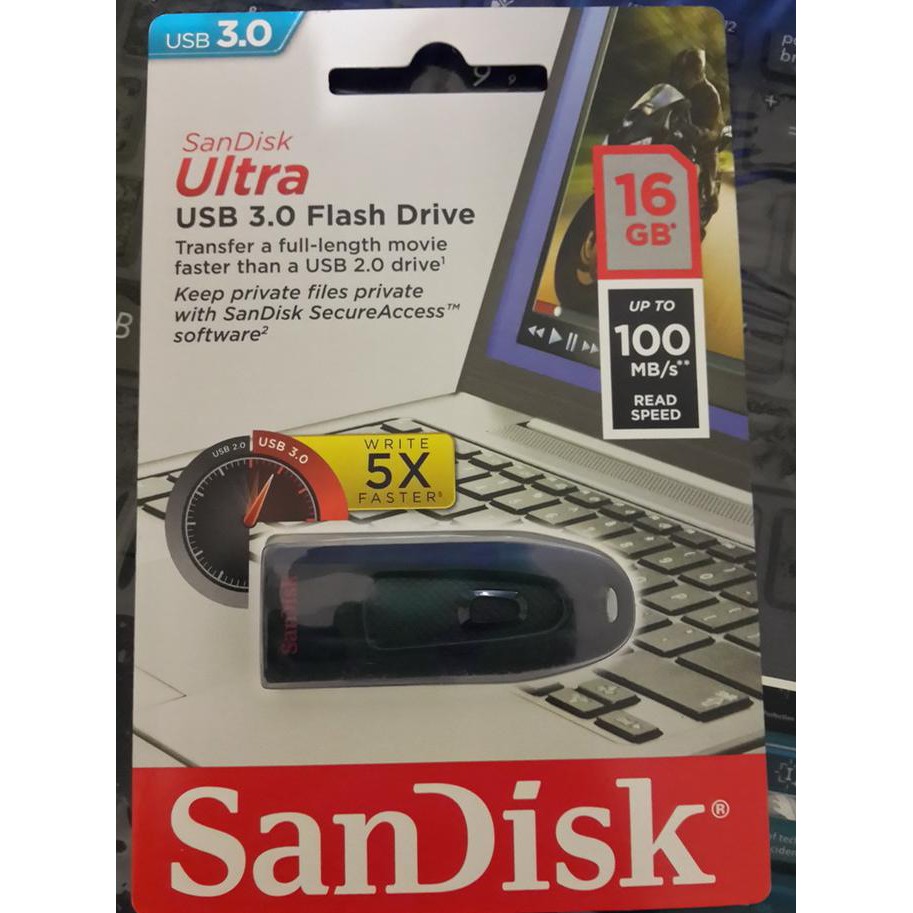 USB 3.0
SanDisk
Ultra
USB 3.0 Flash Drive
Transfer a full-length movie
faster than a USB 2.0 drive¹
Keep private files private
with SanDisk SecureAccess™
software²
16
GB*
UP TO
100
MB/s**
READ
SPEED
USB 2.0
USB 3.0
WRITE
5X
FASTER§
SanDisk
SanDisk®